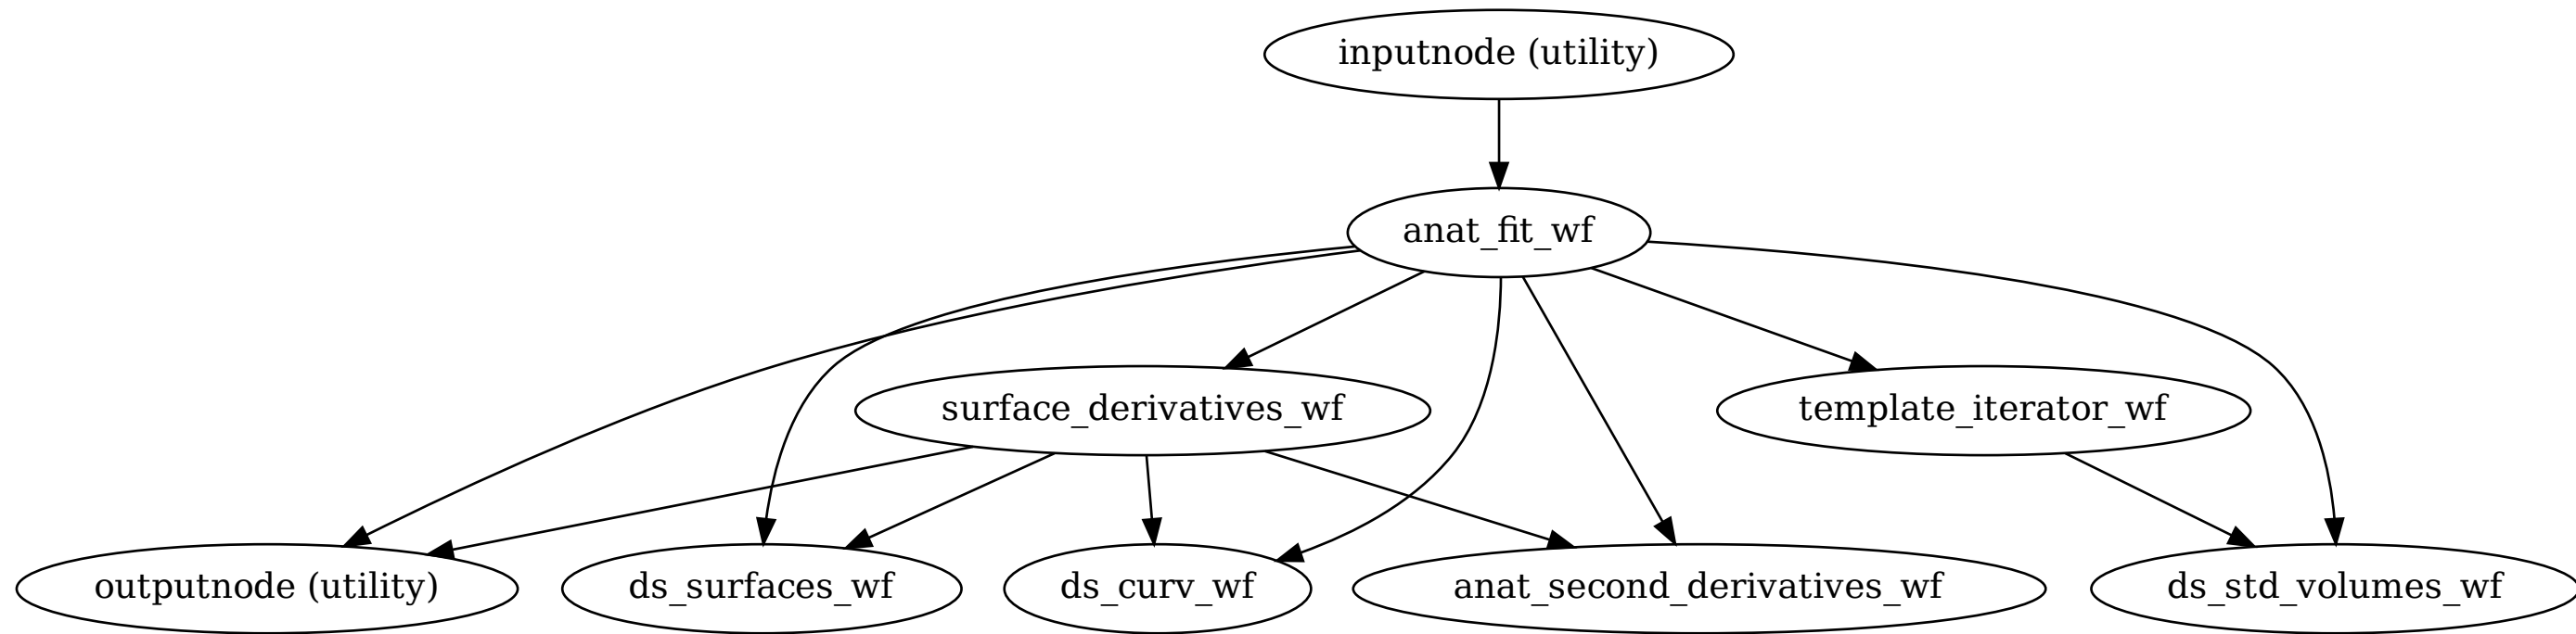 inputnode (utility)
anat_fit_wf
surface_derivatives_wf
template_iterator_wf
outputnode (utility)
ds_surfaces_wf
ds_curv_wf
anat_second_derivatives_wf
ds_std_volumes_wf